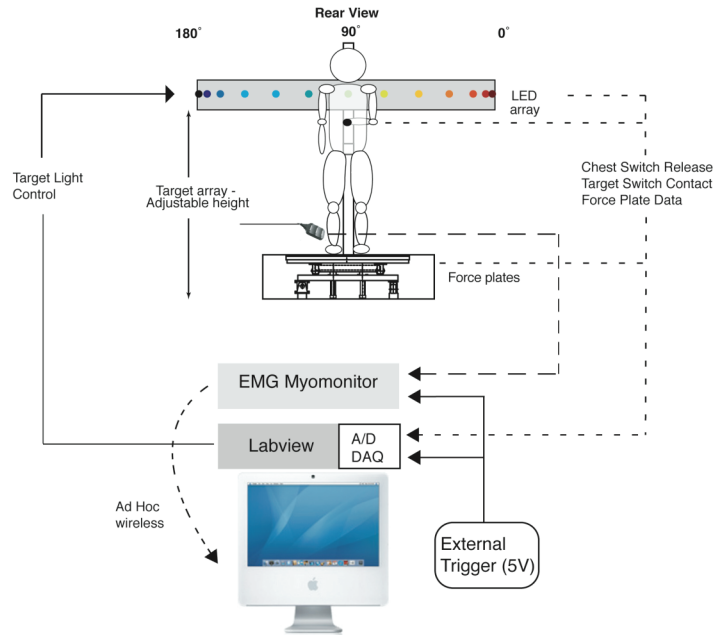 Rear View
180° 90° 0°
LED
array
Target Light
Control
Target array -
Adjustable height
Chest Switch Release
Target Switch Contact
Force Plate Data
Force plates
EMG Myomonitor
Labview
A/D
DAQ
Ad Hoc
wireless
External
Trigger (5V)